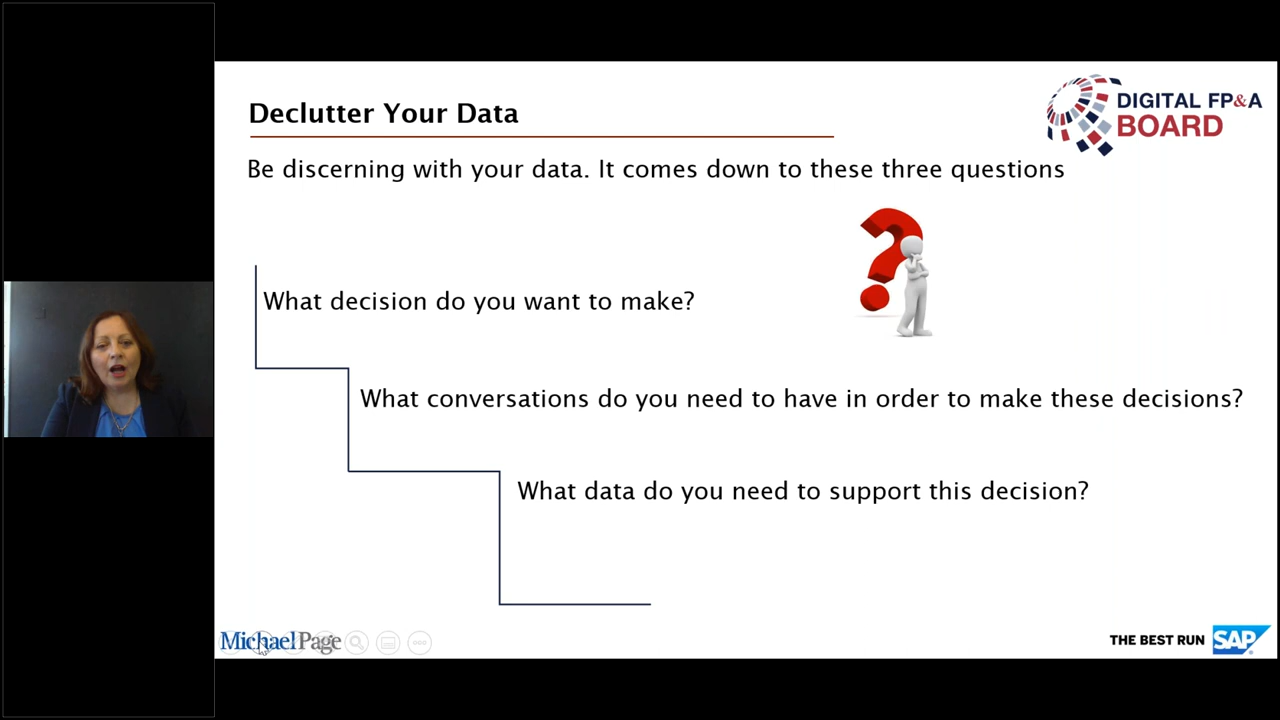 Declutter Your Data
DIGITAL FP&A
BOARD
Be discerning with your data. It comes down to these three questions
What decision do you want to make?
What conversations do you need to have in order to make these decisions?
What data do you need to support this decision?
MichaelPage
THE BEST RUN SAP